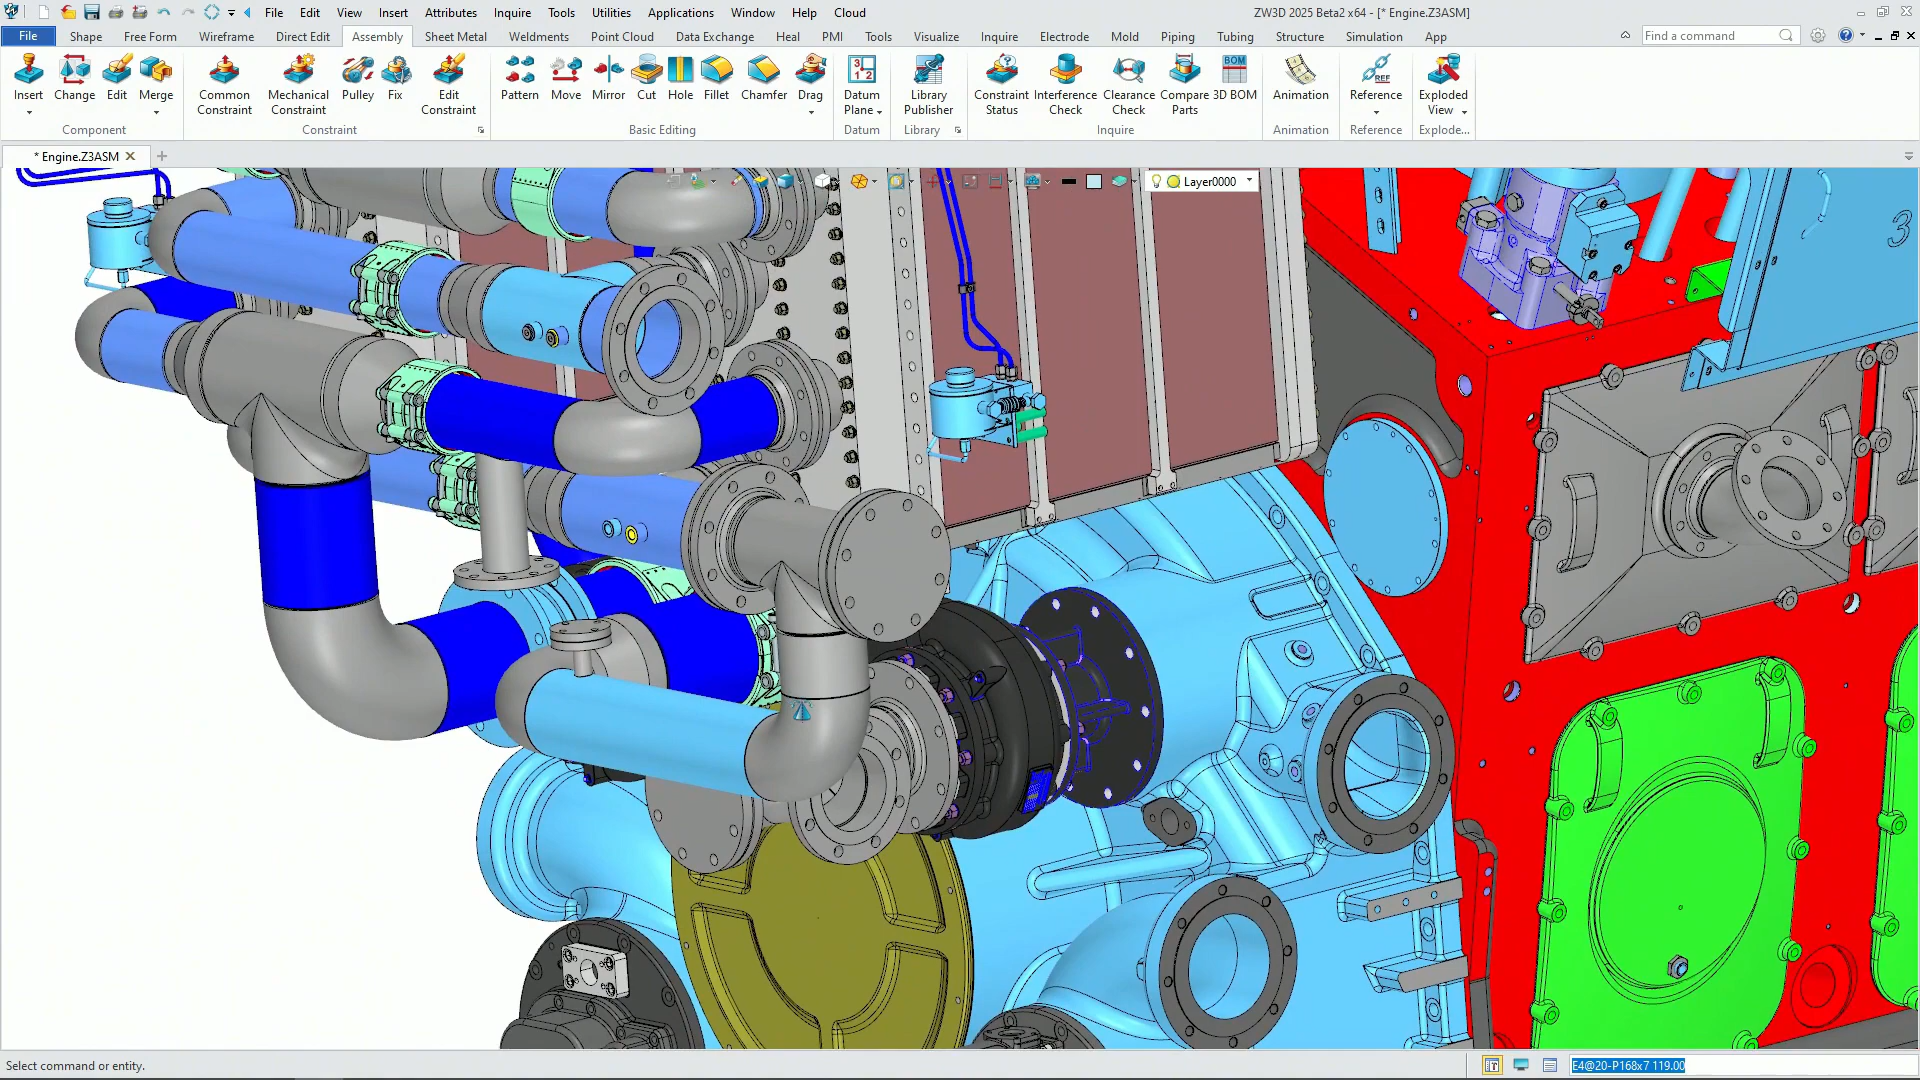 File Edit View Insert Attributes Inquire Tools Utilities Applications Window Help Cloud
ZW3D 2025 Beta2 x64 - [* Engine.Z3ASM]
File Shape Free Form Wireframe Direct Edit Assembly Sheet Metal Weldments Point Cloud Data Exchange Heal PMI Tools Visualize Inquire Electrode Mold Piping Tubing Structure Simulation App
Find a command
Insert Change Edit Merge
Component
Common Constraint
Mechanical Constraint
Pulley Fix
Edit Constraint
Constraint
Pattern Move Mirror Cut Hole Fillet Chamfer Drag
Basic Editing
Datum Plane
Datum
Library Publisher
Library
Constraint Status
Interference Check
Clearance Check
Compare Parts
BOM
3D BOM
Inquire
Animation
Animation
REF
Reference
Reference
Exploded View
Explode...
* Engine.Z3ASM
Layer0000
3
Select command or entity.
E4@20-P168x7 119.00